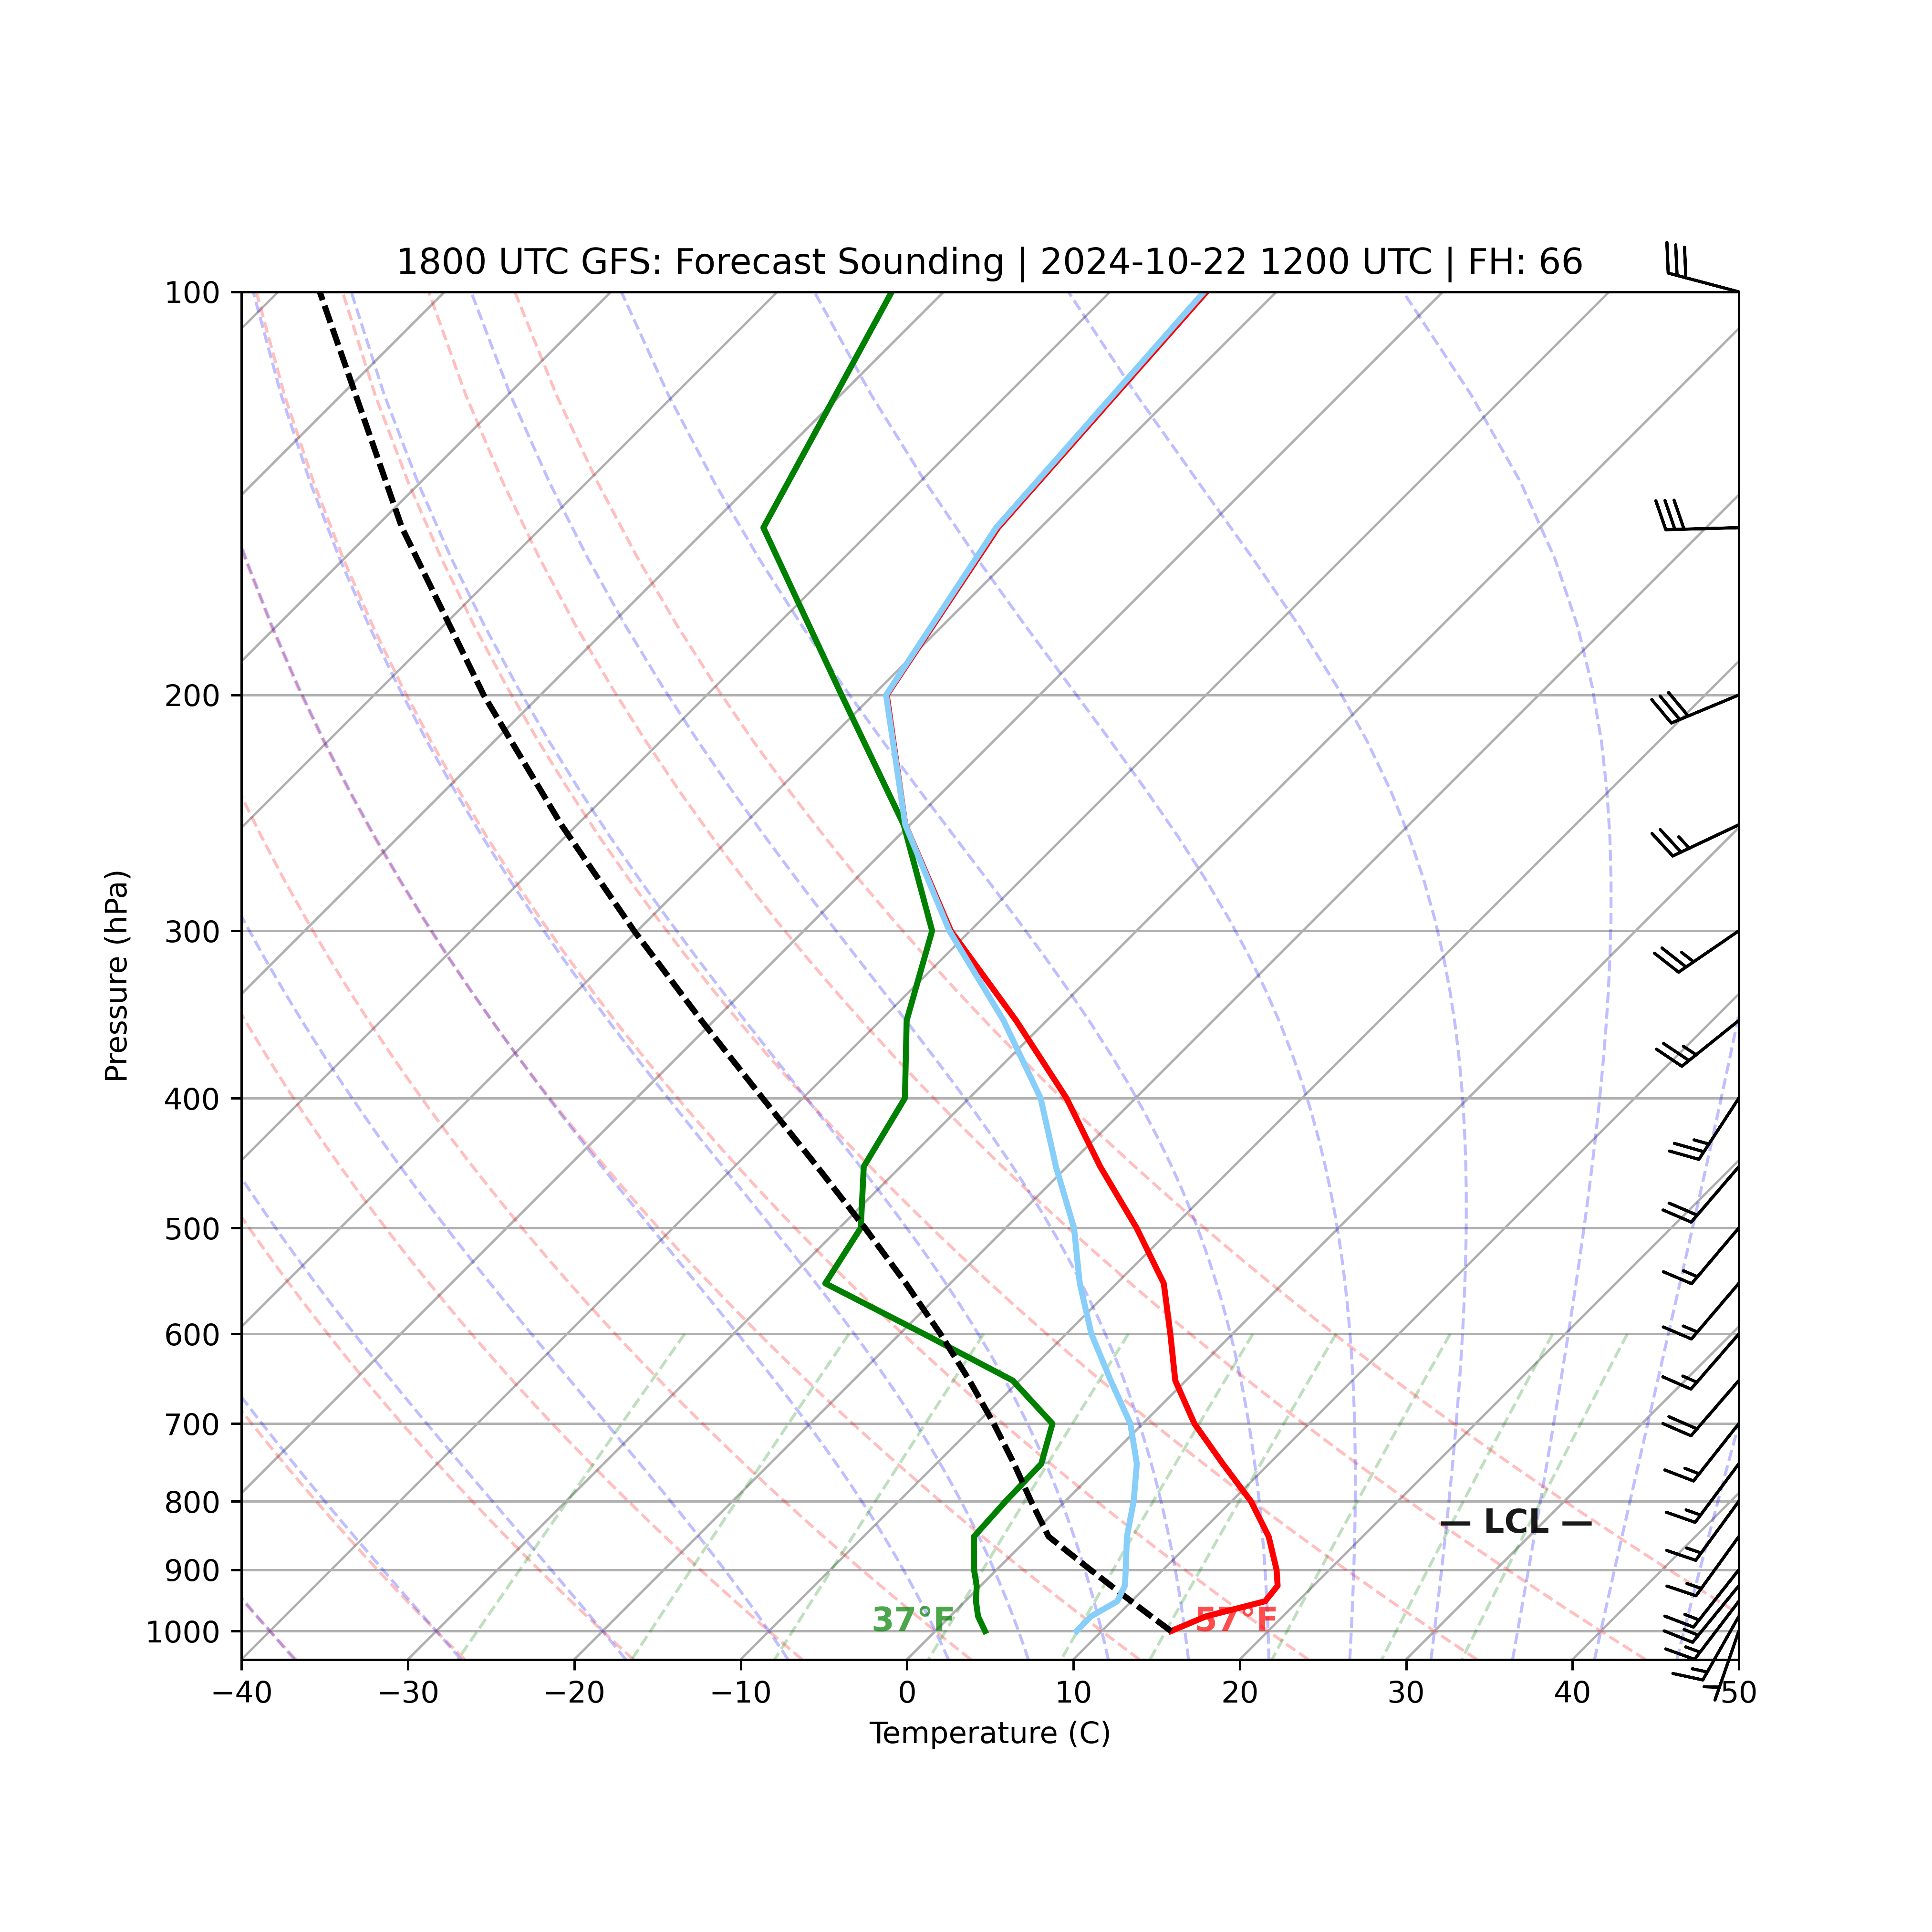 1800 UTC GFS: Forecast Sounding | 2024-10-22 1200 UTC | FH: 66
100
200
300
400
500
600
700
800
900
1000
Pressure (hPa)
— LCL —
37°F
57°F
−40 −30 −20 −10 0 10 20 30 40 50
Temperature (C)